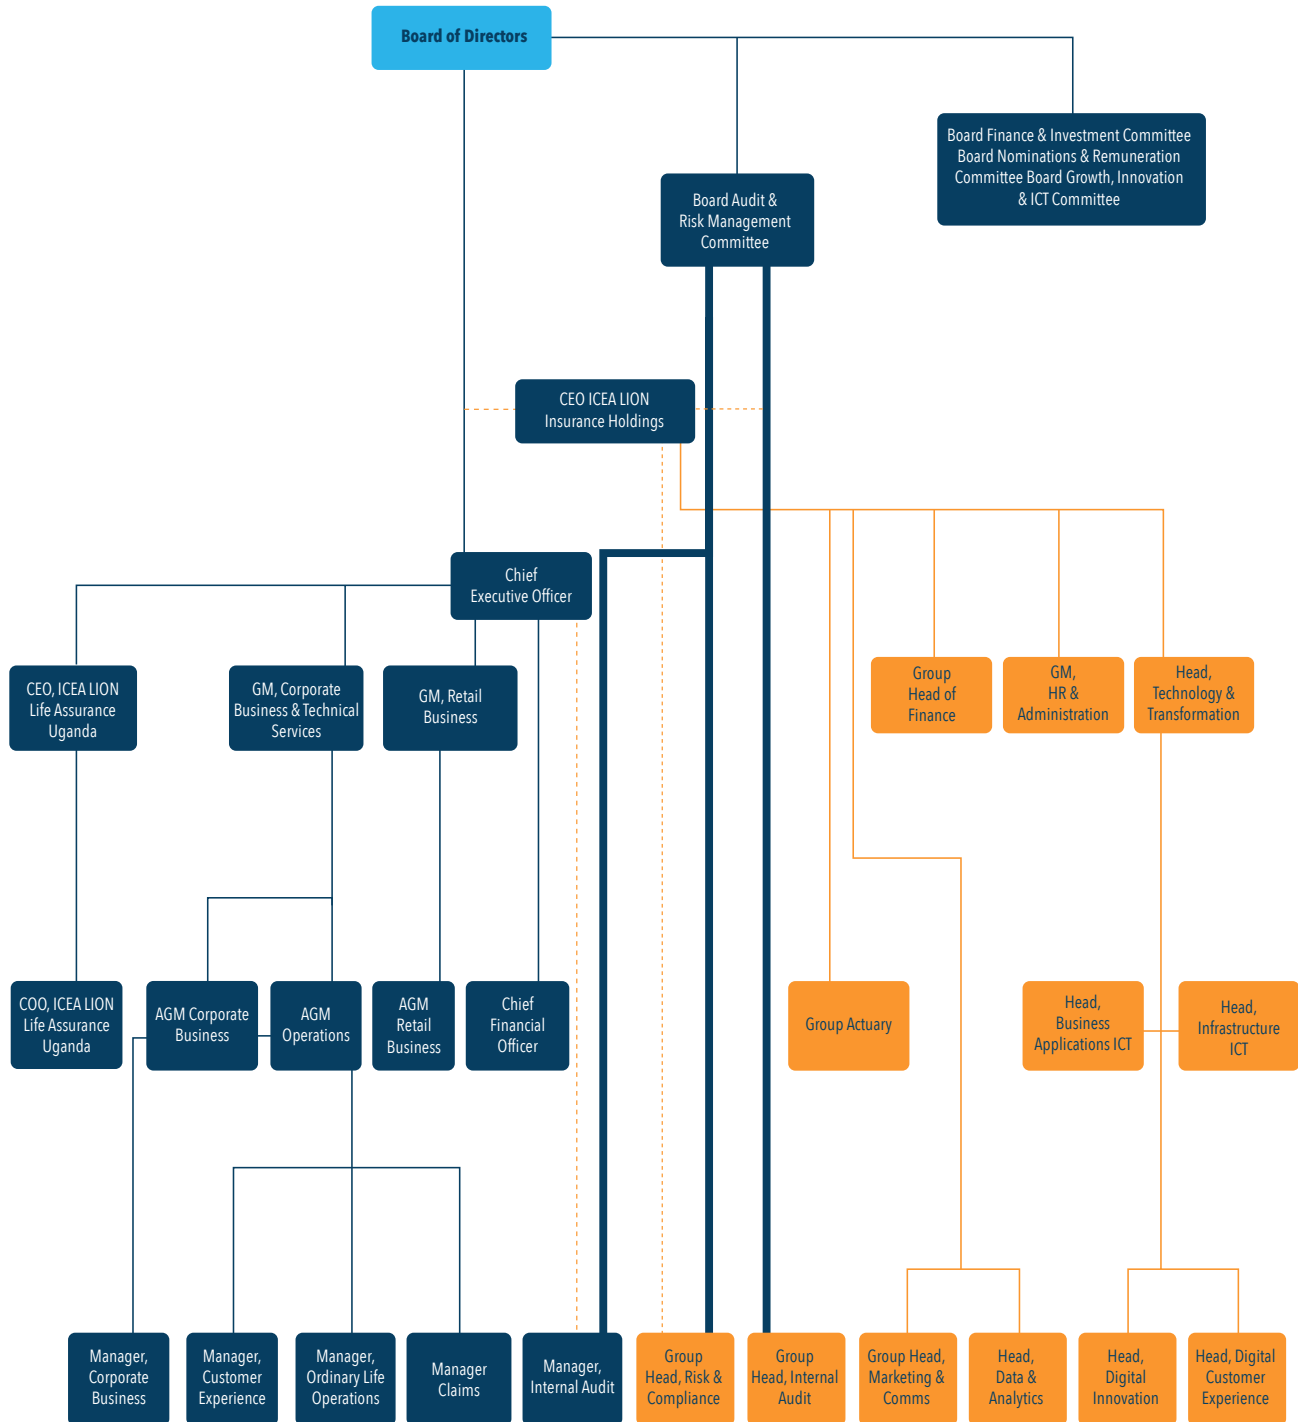 Board of Directors
Board Finance & Investment Committee
Board Nominations & Remuneration
Committee Board Growth, Innovation
& ICT Committee
Board Audit &
Risk Management
Committee
CEO ICEA LION
Insurance Holdings
Chief
Executive Officer
CEO, ICEA LION
Life Assurance
Uganda
GM, Corporate
Business & Technical
Services
GM, Retail
Business
Group
Head of
Finance
GM,
HR &
Administration
Head,
Technology &
Transformation
COO, ICEA LION
Life Assurance
Uganda
AGM Corporate
Business
AGM
Operations
AGM
Retail
Business
Chief
Financial
Officer
Group Actuary
Head,
Business
Applications ICT
Head,
Infrastructure
ICT
Manager,
Corporate
Business
Manager,
Customer
Experience
Manager,
Ordinary Life
Operations
Manager
Claims
Manager,
Internal Audit
Group
Head, Risk &
Compliance
Group
Head, Internal
Audit
Group Head,
Marketing &
Comms
Head,
Data &
Analytics
Head,
Digital
Innovation
Head, Digital
Customer
Experience